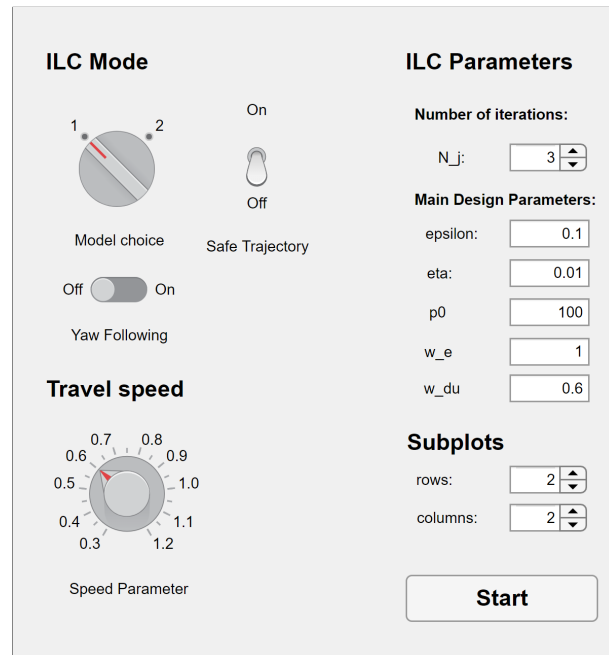 ILC Mode
1
2
Model choice
On
Off
Safe Trajectory
Off
On
Yaw Following
Travel speed
0.3
0.4
0.5
0.6
0.7
0.8
0.9
1.0
1.1
1.2
Speed Parameter
ILC Parameters
Number of iterations:
N_j: 3
Main Design Parameters:
epsilon: 0.1
eta: 0.01
p0 100
w_e 1
w_du 0.6
Subplots
rows: 2
columns: 2
Start